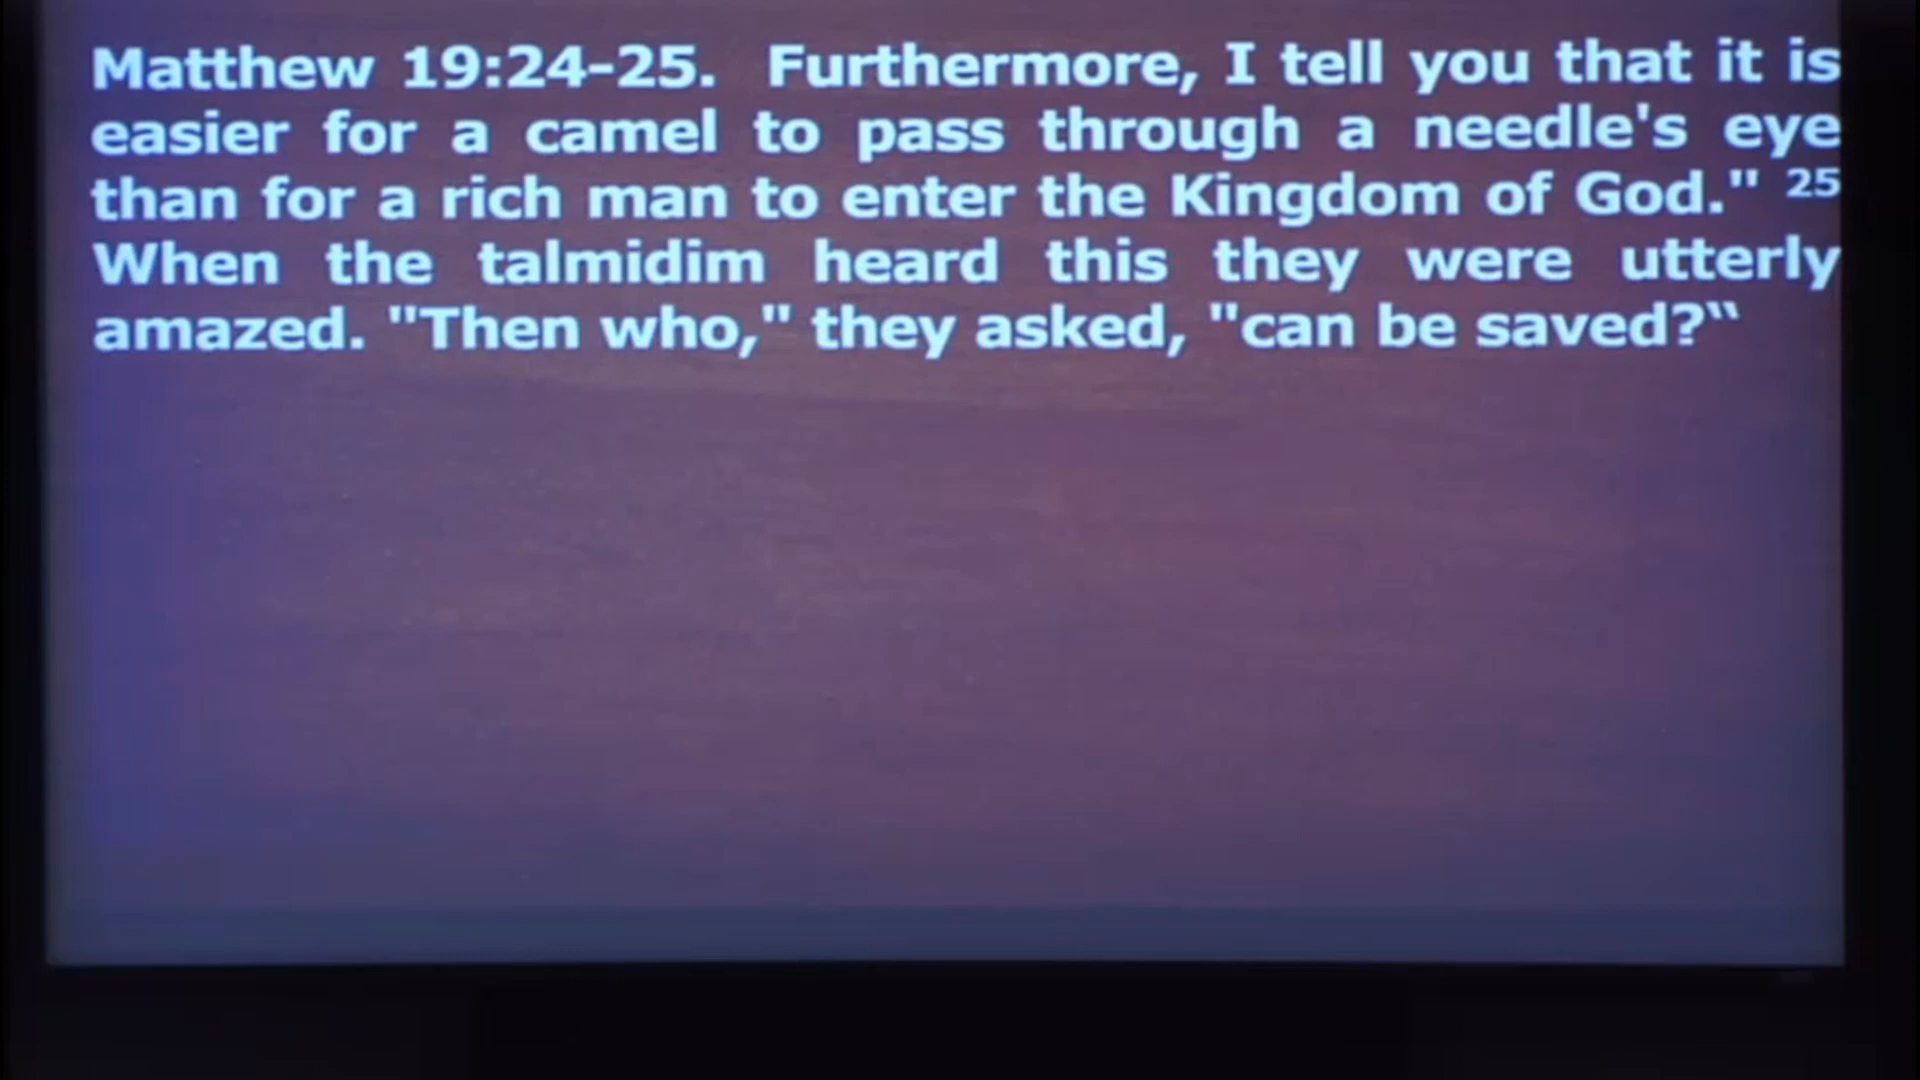 Matthew 19:24-25. Furthermore, I tell you that it is
easier for a camel to pass through a needle's eye
than for a rich man to enter the Kingdom of God." 25
When the talmidim heard this they were utterly
amazed. "Then who," they asked, "can be saved?“